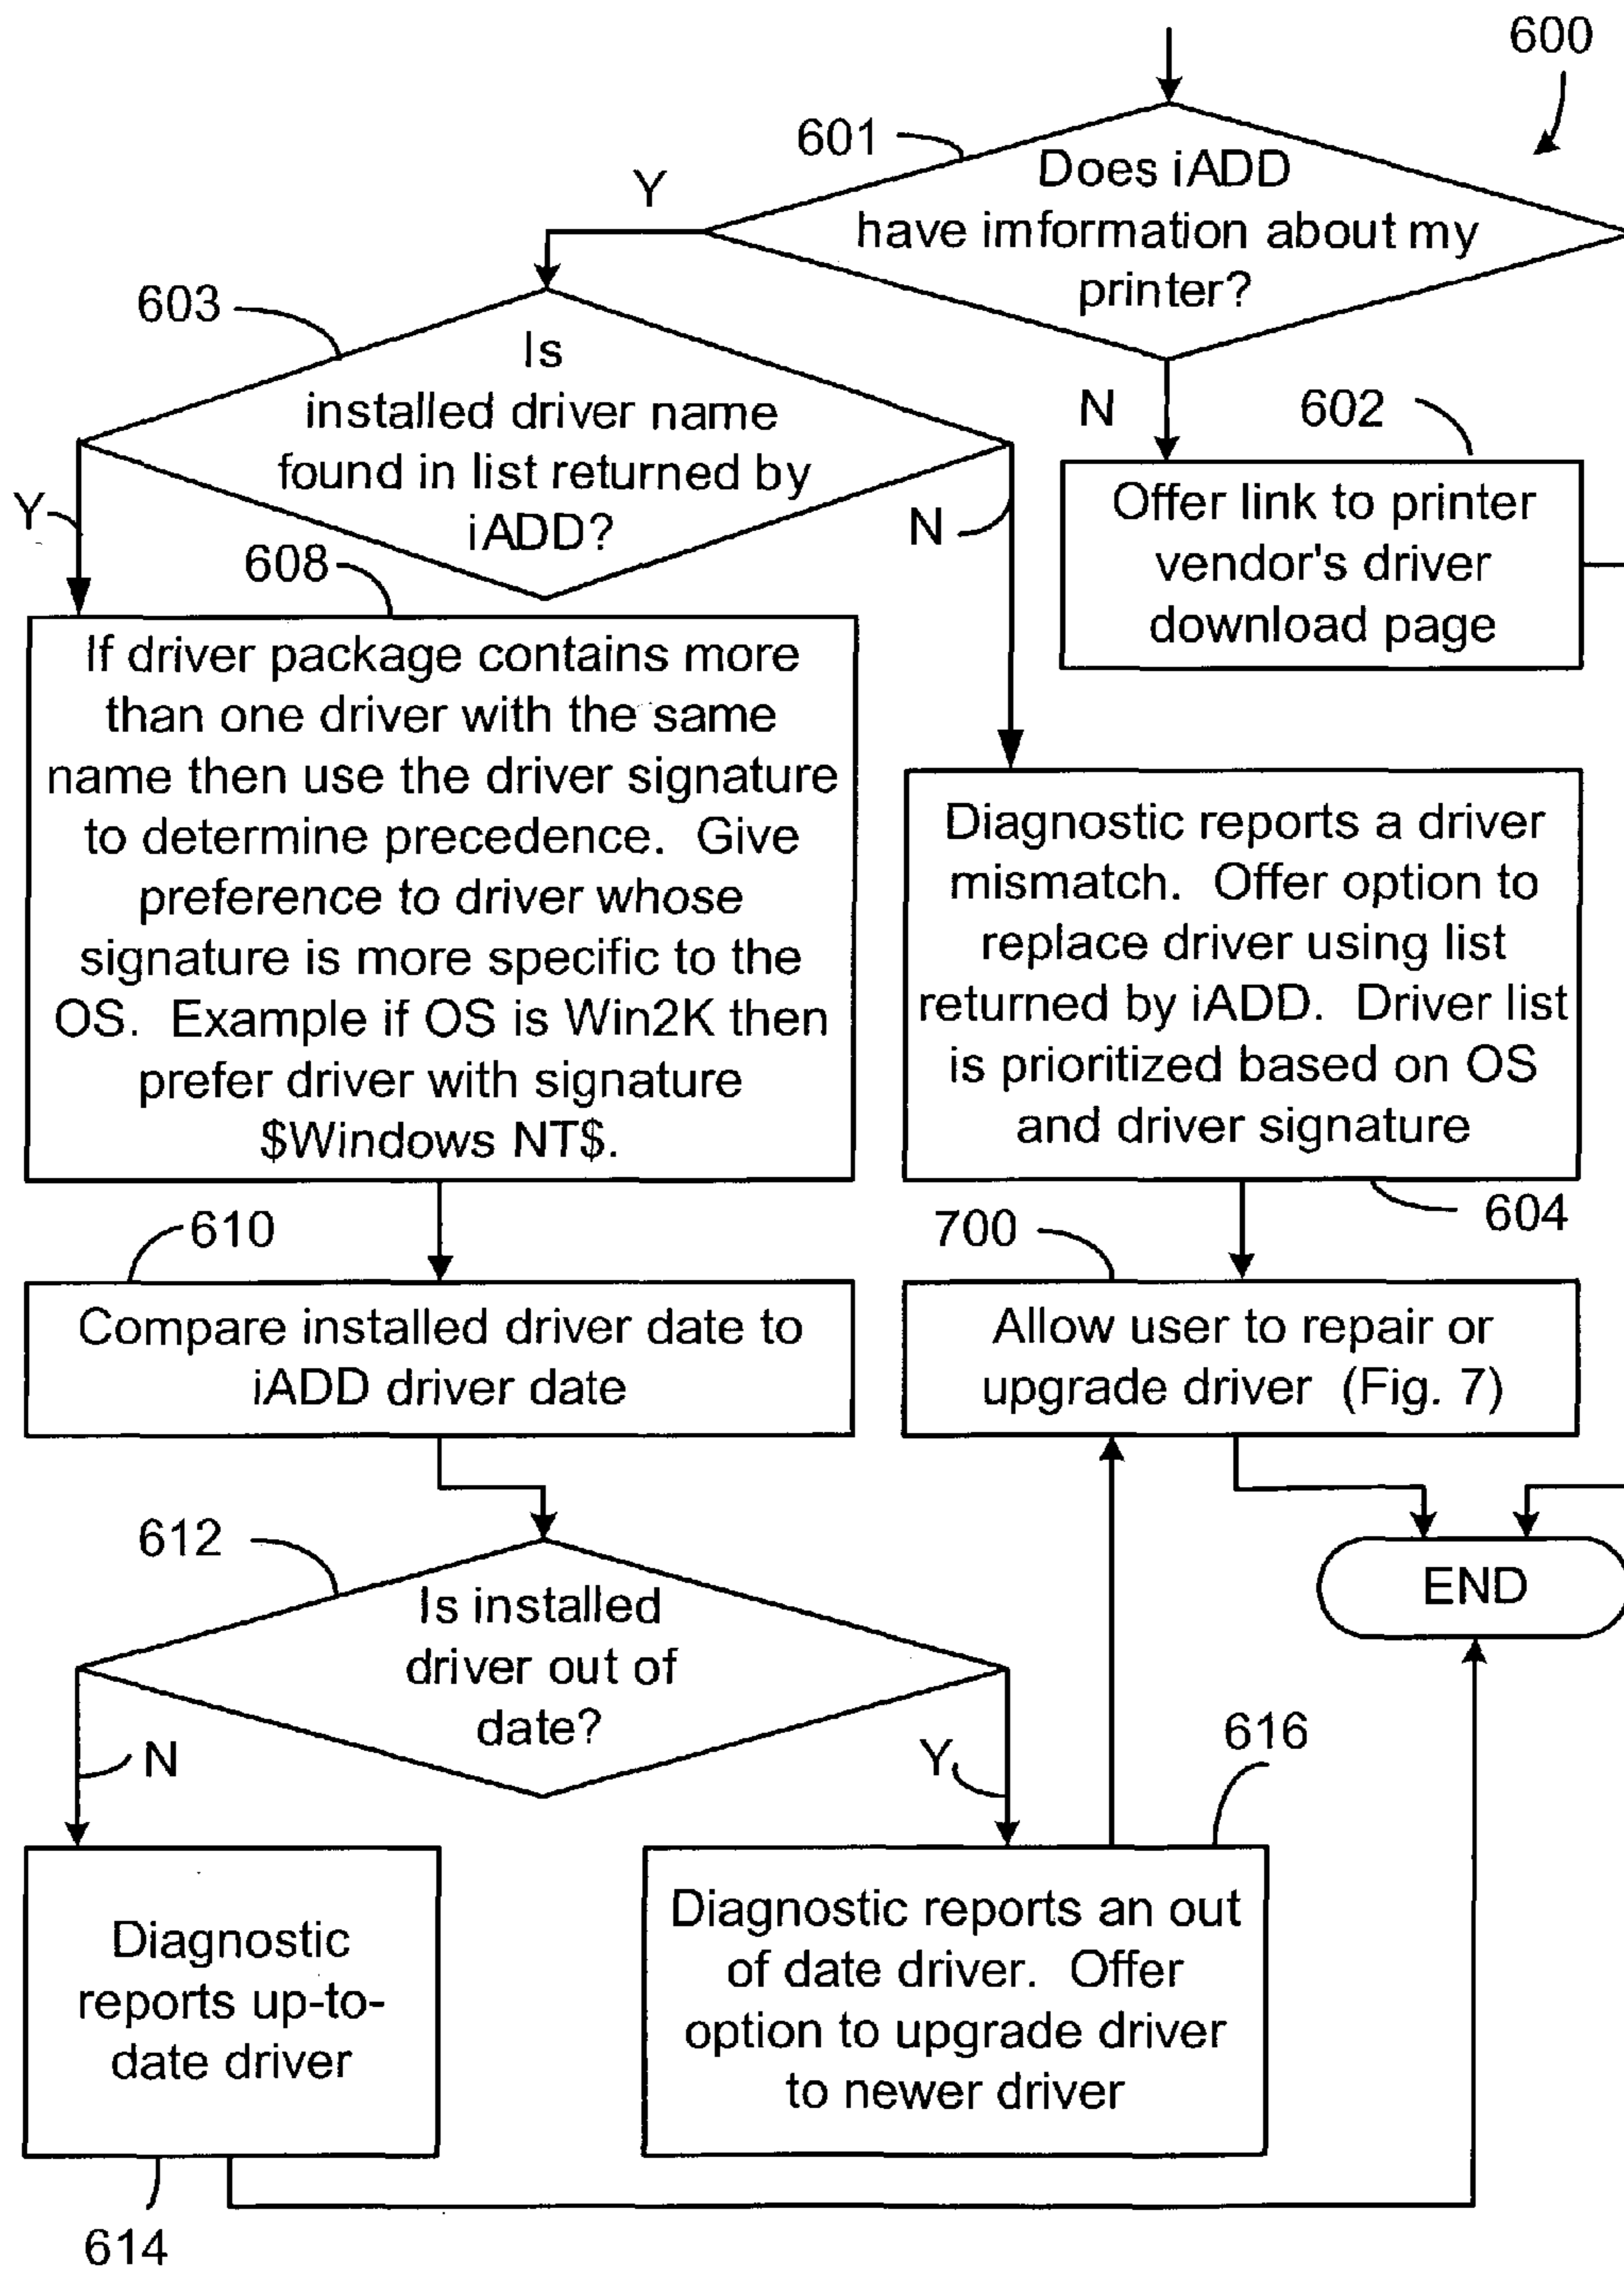 600
601
Does iADD
have imformation about my
printer?
Y
N
603
Is
installed driver name
found in list returned by
iADD?
Y
N
602
Offer link to printer
vendor's driver
download page
608
If driver package contains more
than one driver with the same
name then use the driver signature
to determine precedence. Give
preference to driver whose
signature is more specific to the
OS. Example if OS is Win2K then
prefer driver with signature
$Windows NT$.
Diagnostic reports a driver
mismatch. Offer option to
replace driver using list
returned by iADD. Driver list
is prioritized based on OS
and driver signature
604
610
Compare installed driver date to
iADD driver date
700
Allow user to repair or
upgrade driver (Fig. 7)
612
Is installed
driver out of
date?
N
Y
END
616
Diagnostic
reports up-to-
date driver
614
Diagnostic reports an out
of date driver. Offer
option to upgrade driver
to newer driver